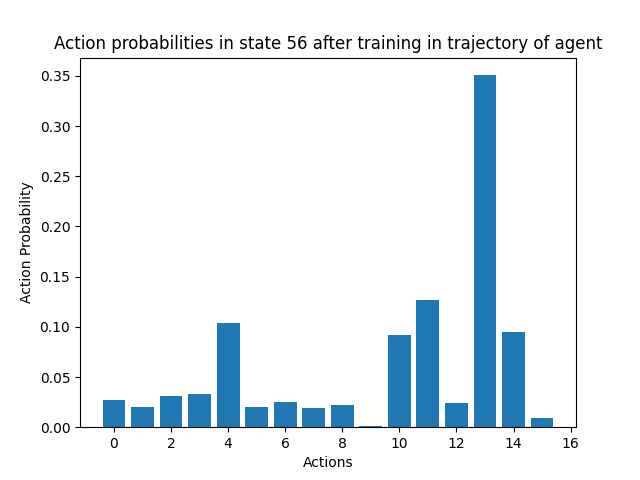 Action probabilities in state 56 after training in trajectory of agent
0.35
0.30
0.25
0.20
0.15
0.10
0.05
0.00
Action Probability
0 2 4 6 8 10 12 14 16
Actions